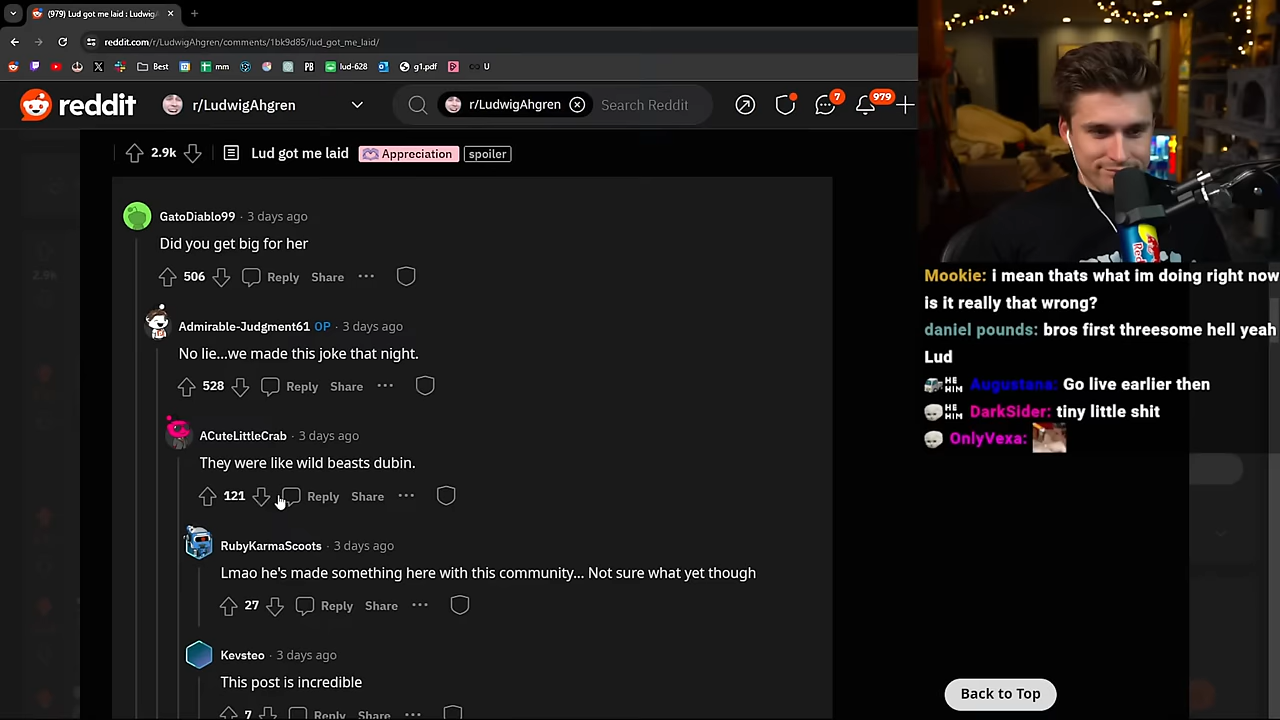 (979) Lud got me laid : Ludwig
reddit.com/r/LudwigAhgren/comments/1bk9d85/lud_got_me_laid/
Best mm PB lud-628 g1.pdf U
reddit r/LudwigAhgren r/LudwigAhgren Search Reddit 7 979
2.9k Lud got me laid Appreciation spoiler
GatoDiablo99 · 3 days ago
Did you get big for her
506 Reply Share
Admirable-Judgment61 OP · 3 days ago
No lie...we made this joke that night.
528 Reply Share
ACuteLittleCrab · 3 days ago
They were like wild beasts dubin.
121 Reply Share
RubyKarmaScoots · 3 days ago
Lmao he's made something here with this community... Not sure what yet though
27 Reply Share
Kevsteo · 3 days ago
This post is incredible
7 Reply Share
Mookie: i mean thats what im doing right now
is it really that wrong?
daniel pounds: bros first threesome hell yeah
Lud
HE HIM Augustana: Go live earlier then
HE HIM DarkSider: tiny little shit
OnlyVexa:
Back to Top